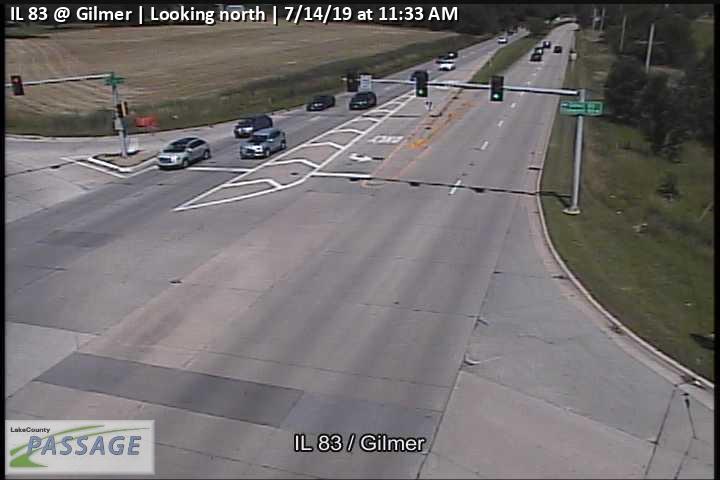 IL 83 @ Gilmer | Looking north | 7/14/19 at 11:33 AM
IL 83 / Gilmer
LakeCounty
PASSAGE